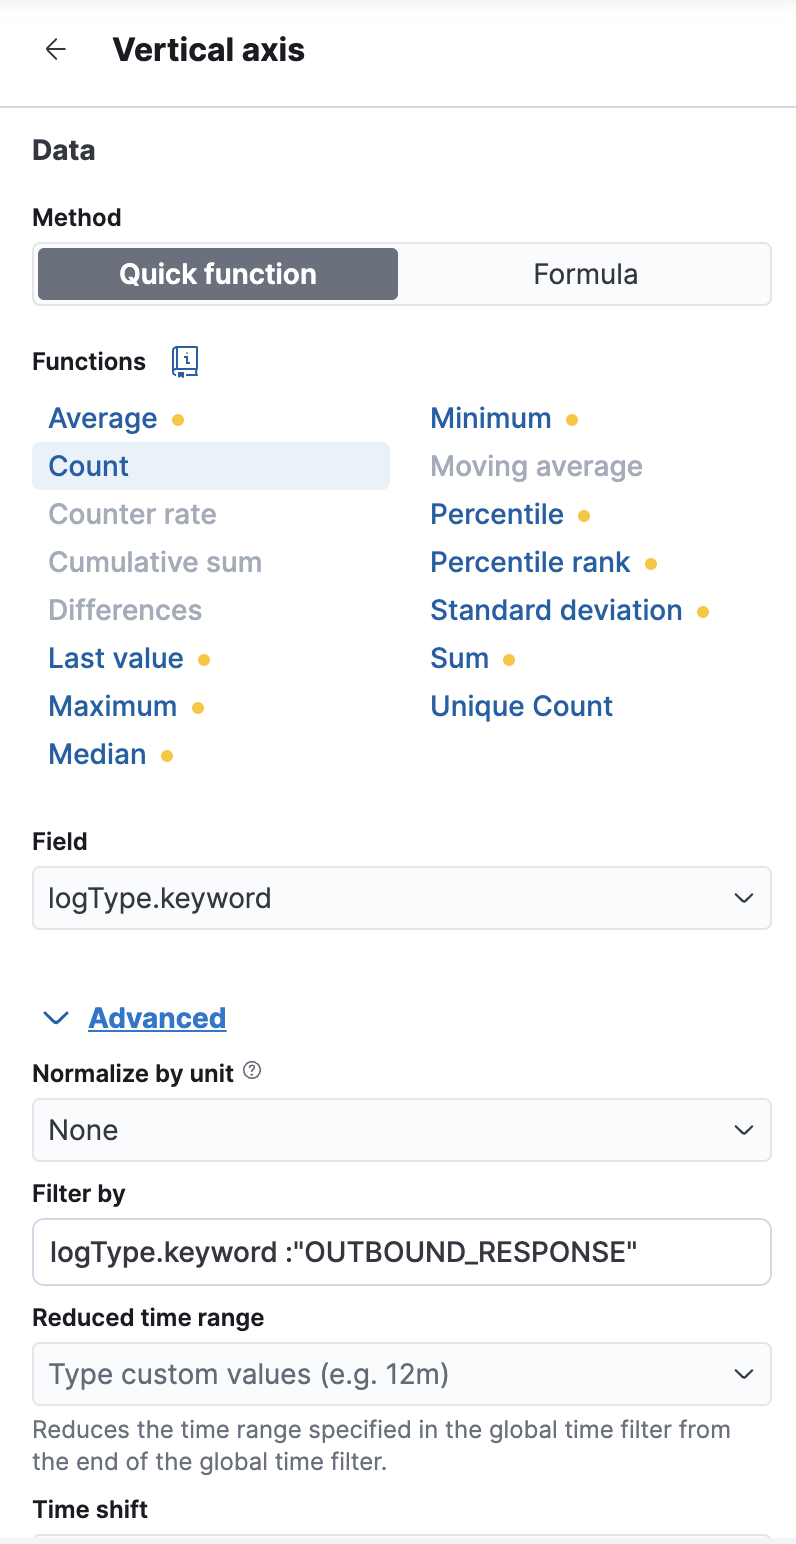 Vertical axis
Data
Method
Quick function
Formula
Functions
Average
Count
Counter rate
Cumulative sum
Differences
Last value
Maximum
Median
Minimum
Moving average
Percentile
Percentile rank
Standard deviation
Sum
Unique Count
Field
logType.keyword
Advanced
Normalize by unit
None
Filter by
logType.keyword :"OUTBOUND_RESPONSE"
Reduced time range
Type custom values (e.g. 12m)
Reduces the time range specified in the global time filter from
the end of the global time filter.
Time shift